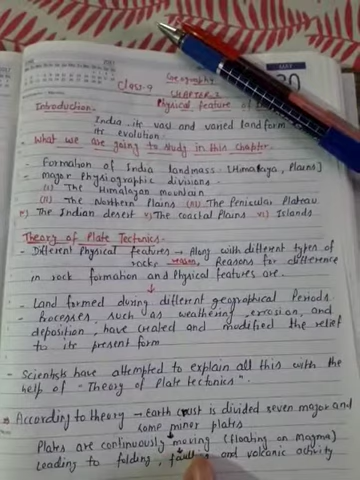 MAY
30
Geography
Class-9
CHAPTER 2
Physical feature of
Introduction.
India its vast and varied landform
its evolution.
- What we are going to study in this chapter.
- Formation of India landmass [Himalaya, Plains]
- major Physiographic divisions.
(I) The Himalayan mountain
(II) The Northern Plains (III) The Penicular Plateau
IV) The Indian desert V) The coastal Plains VI) Islands
Theory of Plate Tectonics.
- Different Physical features → Along with different types of
rocks. Reasons for difference
in rock formation and Physical features are.
↓
- Land formed during different geographical Periods
- Processes, such as weathering, erosion, and
deposition, have created and modified the relief
to its present form
- Scientists have attempted to explain all this with the
help of "Theory of Plate tectonics".
According to theory → Earth crust is divided seven major and
some minor plates
Plates are continuously moving (floating on magma)
Leading to folding, faulting and volcanic activity